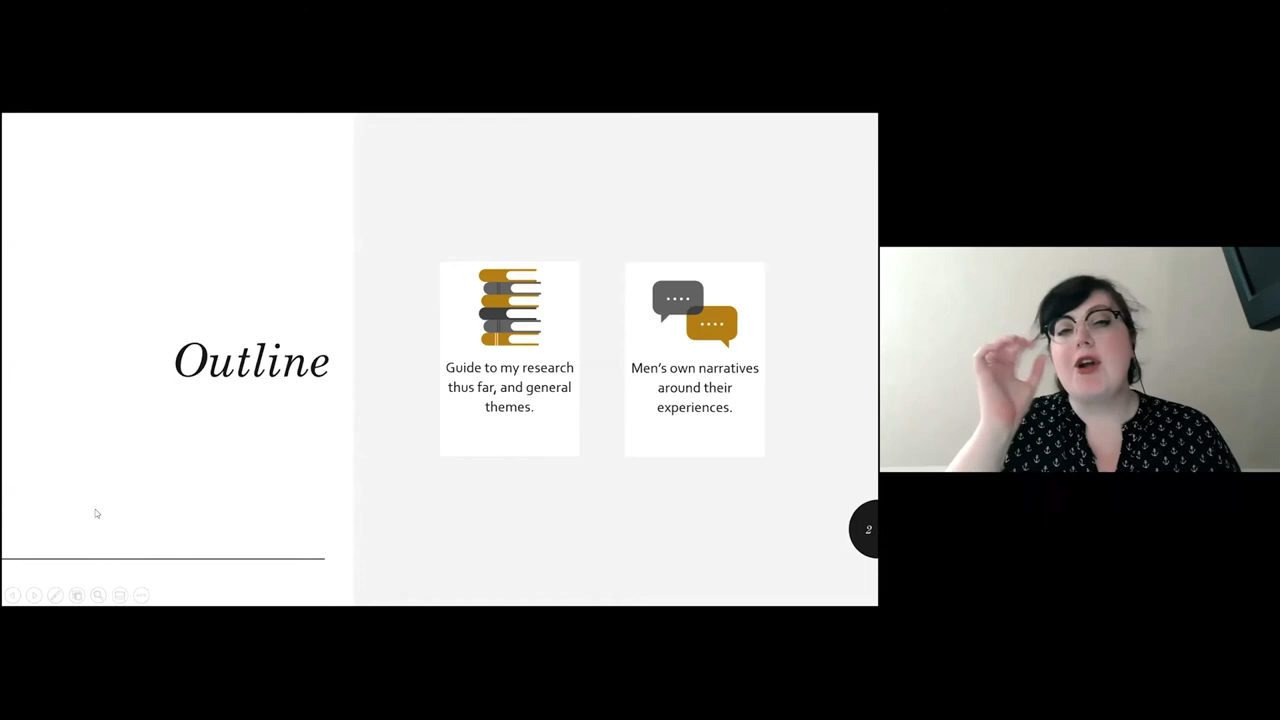 Outline
Guide to my research
thus far, and general
themes.
Men’s own narratives
around their
experiences.
2